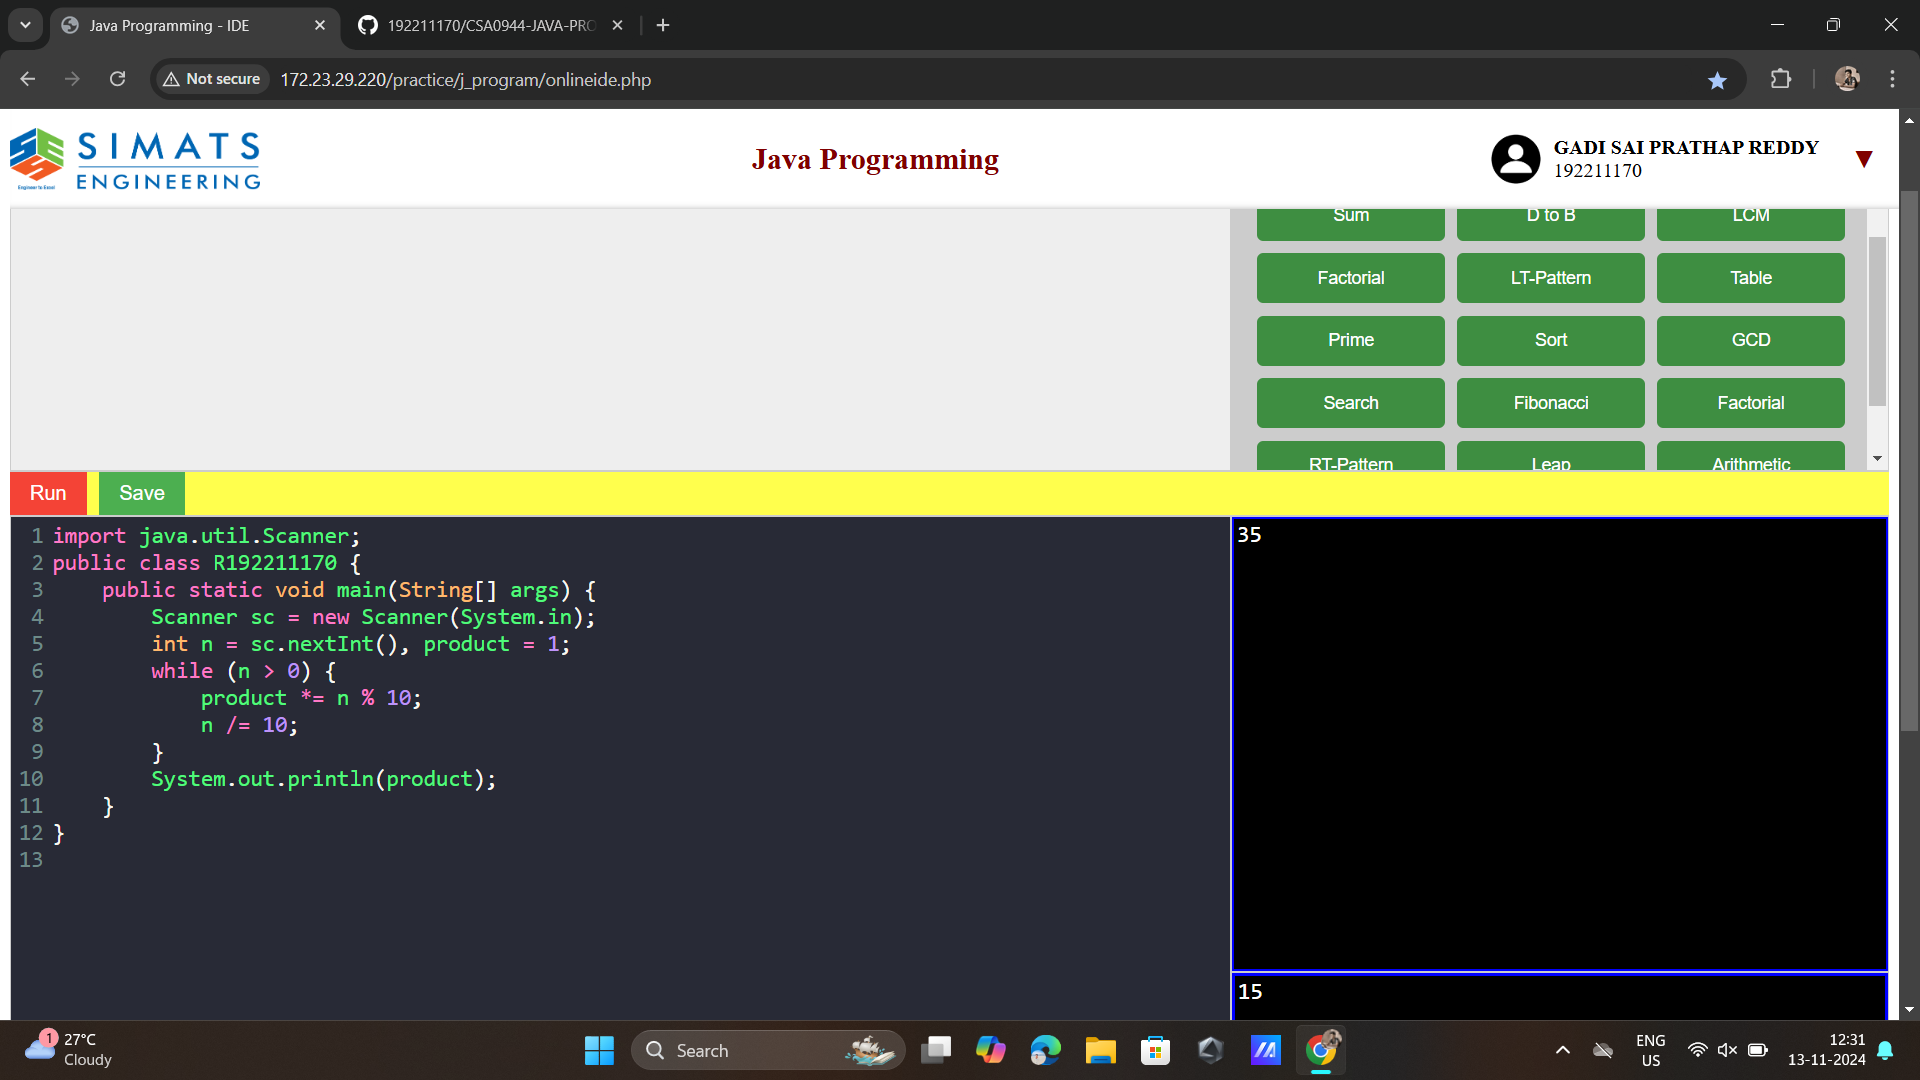 Java Programming - IDE
192211170/CSA0944-JAVA-PRO
Not secure
172.23.29.220/practice/j_program/onlineide.php
SIMATS
ENGINEERING
Engineer to Excel
Java Programming
GADI SAI PRATHAP REDDY
192211170
Sum D to B LCM
Factorial LT-Pattern Table
Prime Sort GCD
Search Fibonacci Factorial
RT-Pattern Leap Arithmetic
Run Save
1 import java.util.Scanner;
2 public class R192211170 {
3     public static void main(String[] args) {
4         Scanner sc = new Scanner(System.in);
5         int n = sc.nextInt(), product = 1;
6         while (n > 0) {
7             product *= n % 10;
8             n /= 10;
9         }
10         System.out.println(product);
11     }
12 }
13
35
15
1
27°C
Cloudy
Search
ENG
US
12:31
13-11-2024